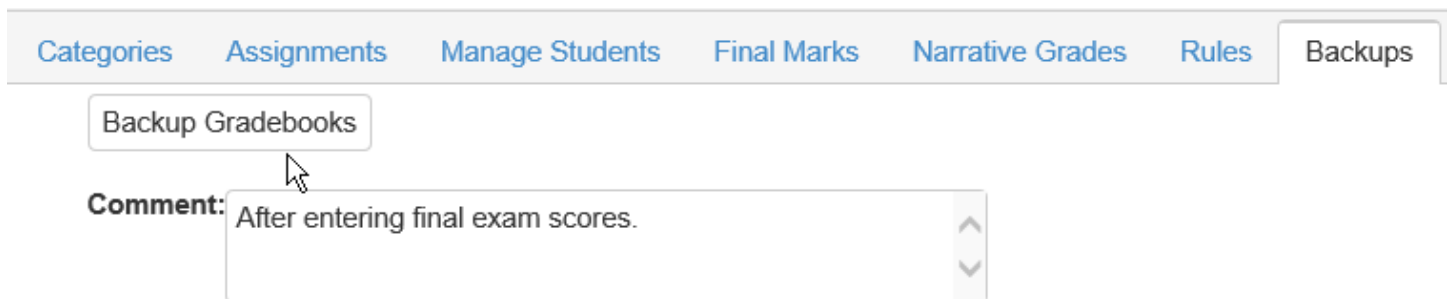 Categories Assignments Manage Students Final Marks Narrative Grades Rules Backups
Backup Gradebooks
Comment: After entering final exam scores.